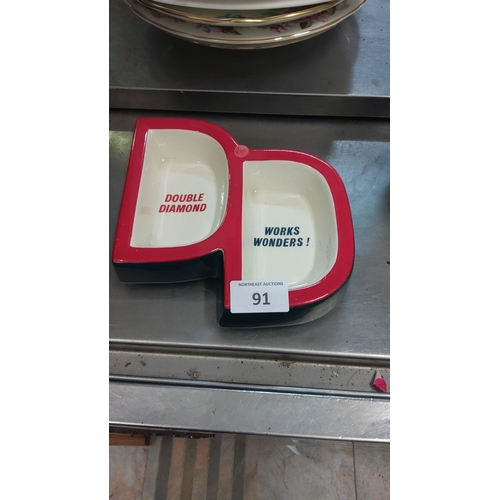 DOUBLE
DIAMOND
WORKS
WONDERS!
NORTHEAST AUCTIONS
91